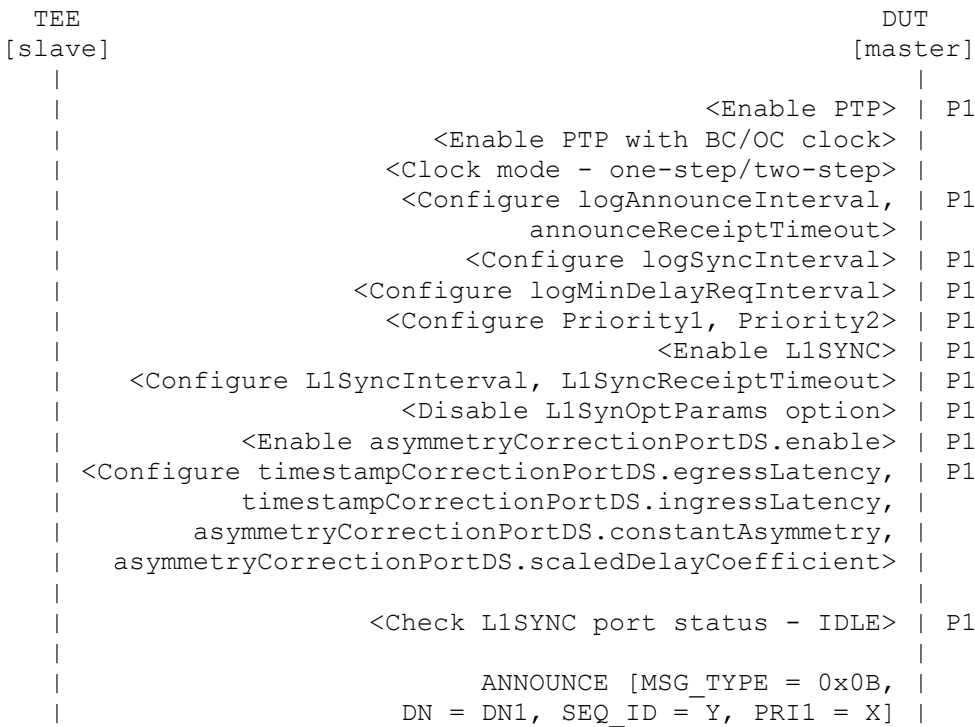 TEE DUT
[slave] [master]
| |
| <Enable PTP> | P1
| <Enable PTP with BC/OC clock> |
| <Clock mode - one-step/two-step> |
| <Configure logAnnounceInterval, | P1
| announceReceiptTimeout> |
| <Configure logSyncInterval> | P1
| <Configure logMinDelayReqInterval> | P1
| <Configure Priority1, Priority2> | P1
| <Enable L1SYNC> | P1
| <Configure L1SyncInterval, L1SyncReceiptTimeout> | P1
| <Disable L1SynOptParams option> | P1
| <Enable asymmetryCorrectionPortDS.enable> | P1
| <Configure timestampCorrectionPortDS.egressLatency, | P1
| timestampCorrectionPortDS.ingressLatency, |
| asymmetryCorrectionPortDS.constantAsymmetry, |
| asymmetryCorrectionPortDS.scaledDelayCoefficient> |
| |
| <Check L1SYNC port status - IDLE> | P1
| |
| ANNOUNCE [MSG_TYPE = 0x0B, |
| DN = DN1, SEQ_ID = Y, PRI1 = X] |